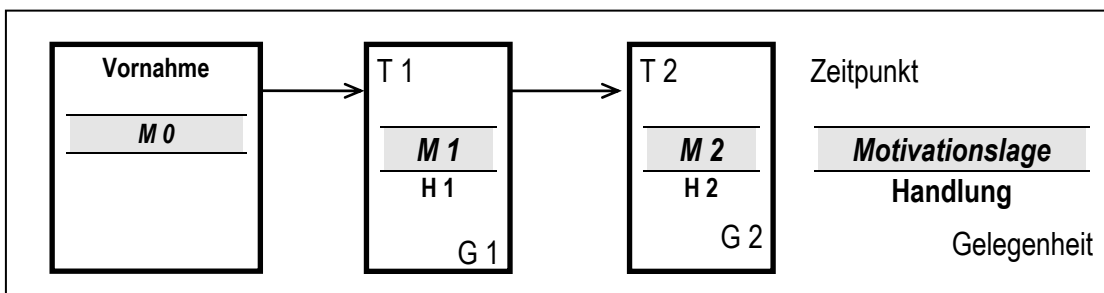 Vornahme
M 0
T 1
M 1
H 1
G 1
T 2
M 2
H 2
G 2
Zeitpunkt
Motivationslage
Handlung
Gelegenheit